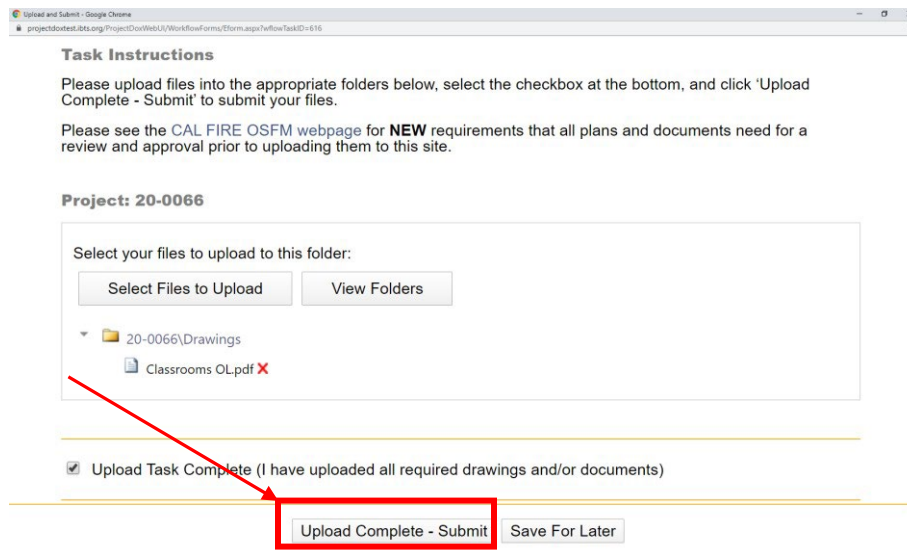 Upload and Submit - Google Chrome
projectdoxtest.ibts.org/ProjectDoxWebUI/WorkflowForms/Eform.aspx?wflowTaskID=616
Task Instructions
Please upload files into the appropriate folders below, select the checkbox at the bottom, and click ‘Upload
Complete - Submit’ to submit your files.
Please see the CAL FIRE OSFM webpage for NEW requirements that all plans and documents need for a
review and approval prior to uploading them to this site.
Project: 20-0066
Select your files to upload to this folder:
Select Files to Upload View Folders
20-0066\Drawings
Classrooms OL.pdf
Upload Task Complete (I have uploaded all required drawings and/or documents)
Upload Complete - Submit Save For Later